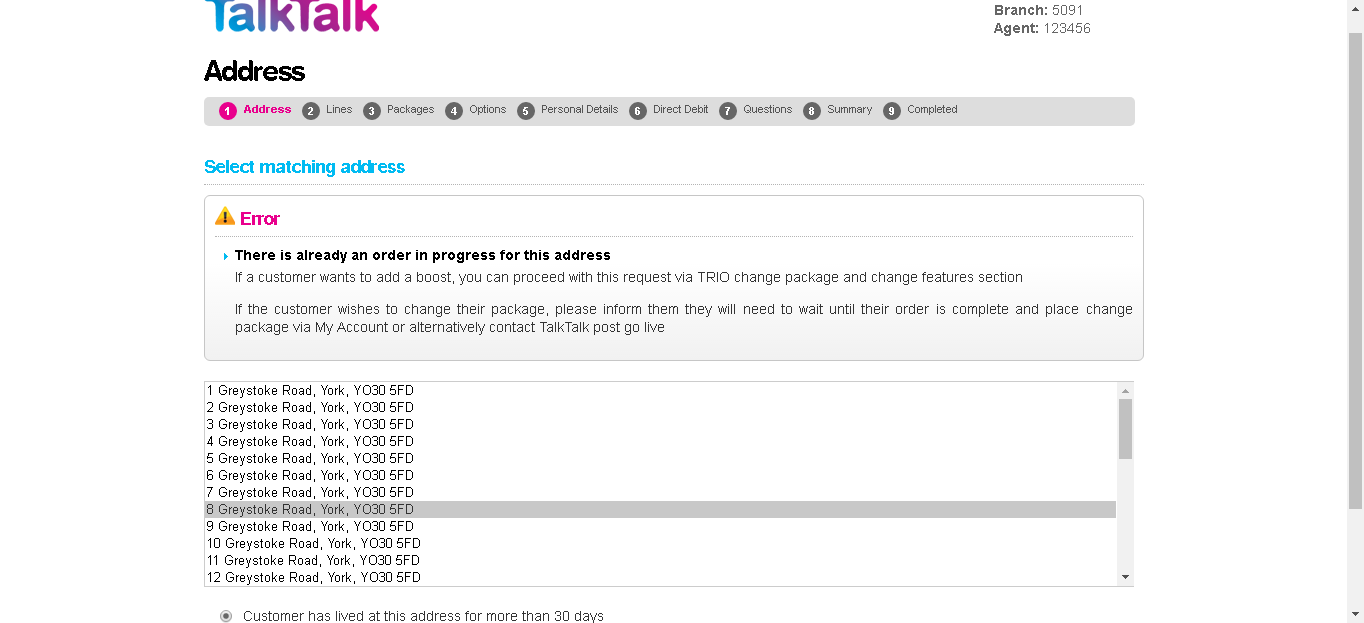 TalkTalk
Branch: 5091
Agent: 123456
Address
1 Address 2 Lines 3 Packages 4 Options 5 Personal Details 6 Direct Debit 7 Questions 8 Summary 9 Completed
Select matching address
Error
There is already an order in progress for this address
If a customer wants to add a boost, you can proceed with this request via TRIO change package and change features section
If the customer wishes to change their package, please inform them they will need to wait until their order is complete and place change
package via My Account or alternatively contact TalkTalk post go live
1 Greystoke Road, York, YO30 5FD
2 Greystoke Road, York, YO30 5FD
3 Greystoke Road, York, YO30 5FD
4 Greystoke Road, York, YO30 5FD
5 Greystoke Road, York, YO30 5FD
6 Greystoke Road, York, YO30 5FD
7 Greystoke Road, York, YO30 5FD
8 Greystoke Road, York, YO30 5FD
9 Greystoke Road, York, YO30 5FD
10 Greystoke Road, York, YO30 5FD
11 Greystoke Road, York, YO30 5FD
12 Greystoke Road, York, YO30 5FD
Customer has lived at this address for more than 30 days